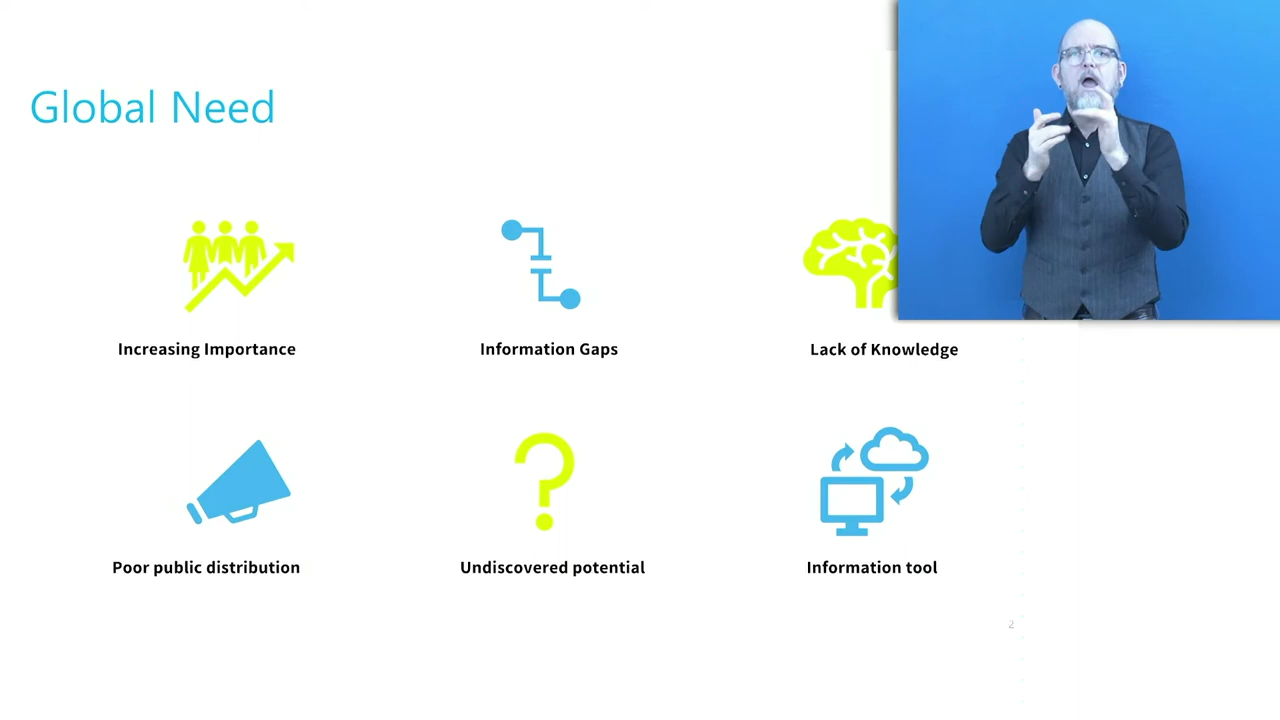 Global Need
Increasing Importance
Information Gaps
Lack of Knowledge
Poor public distribution
Undiscovered potential
Information tool
2